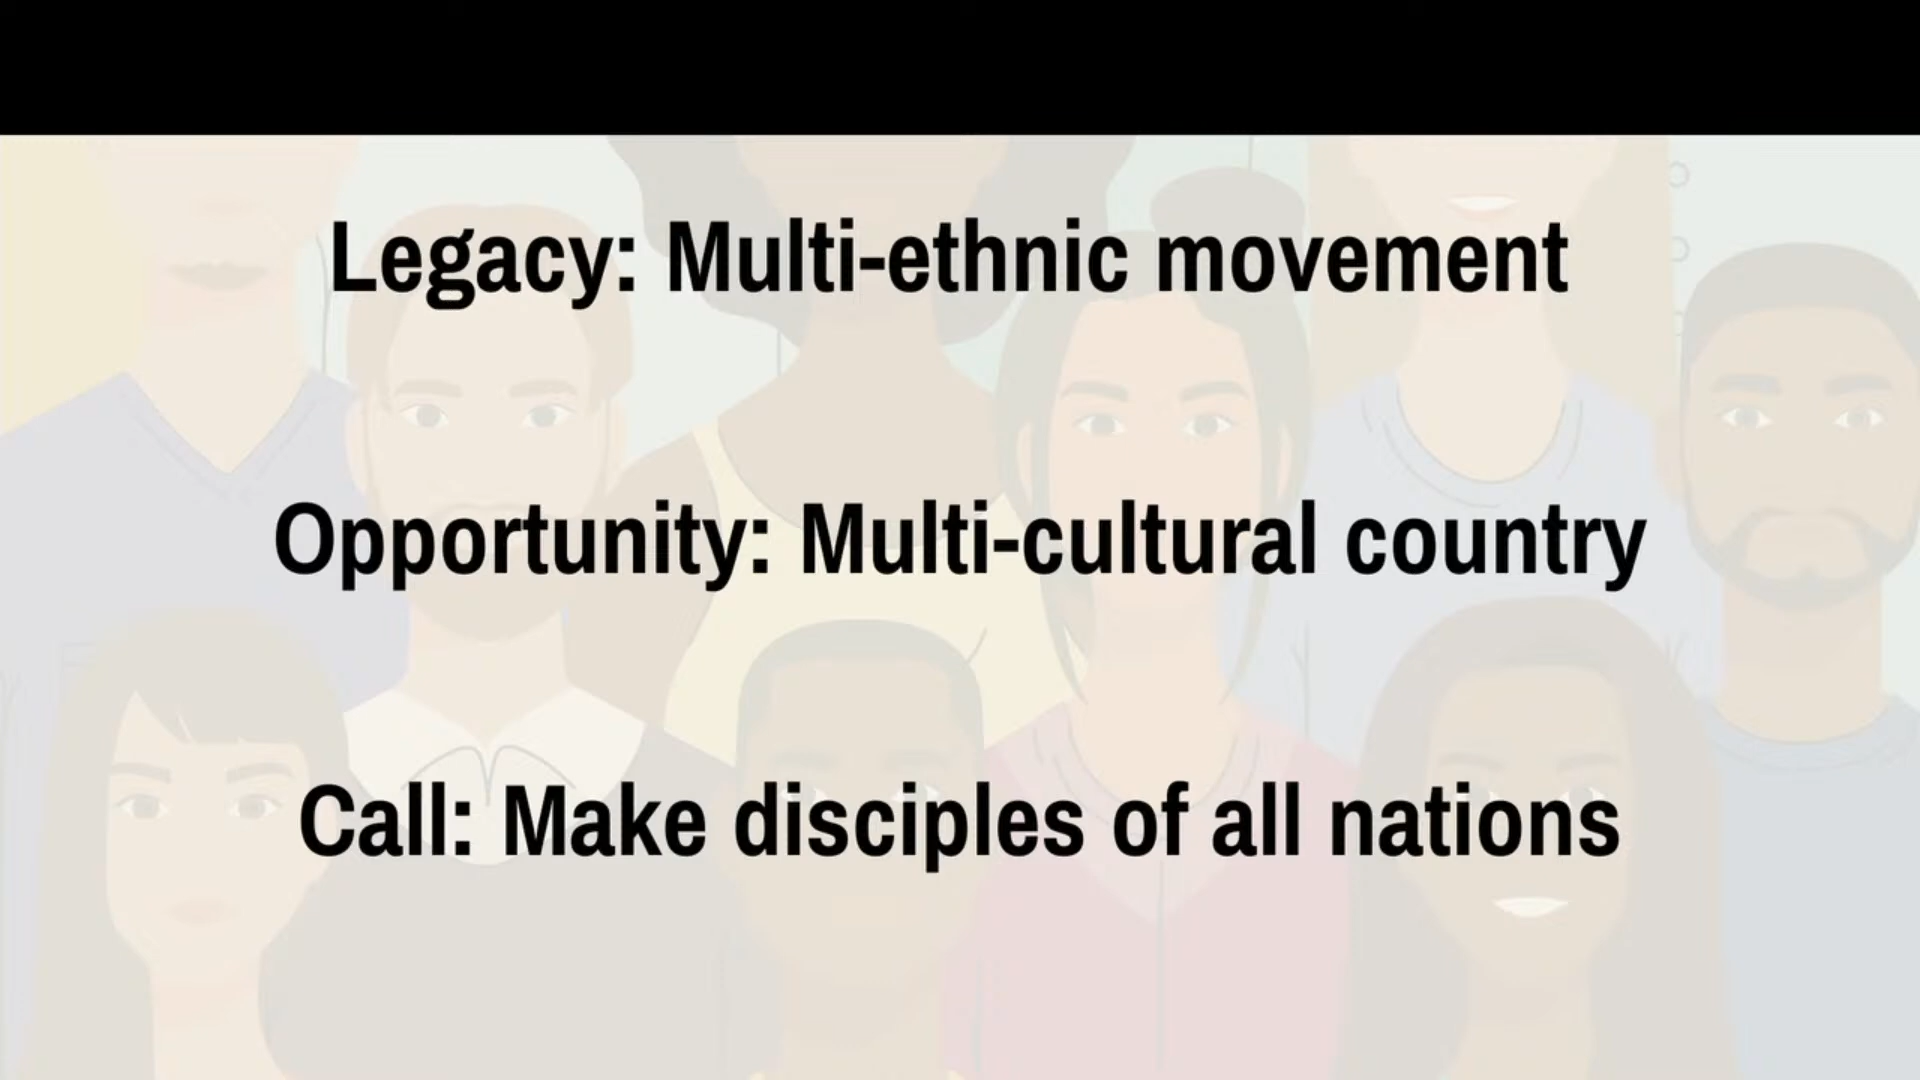 Legacy: Multi-ethnic movement
Opportunity: Multi-cultural country
Call: Make disciples of all nations